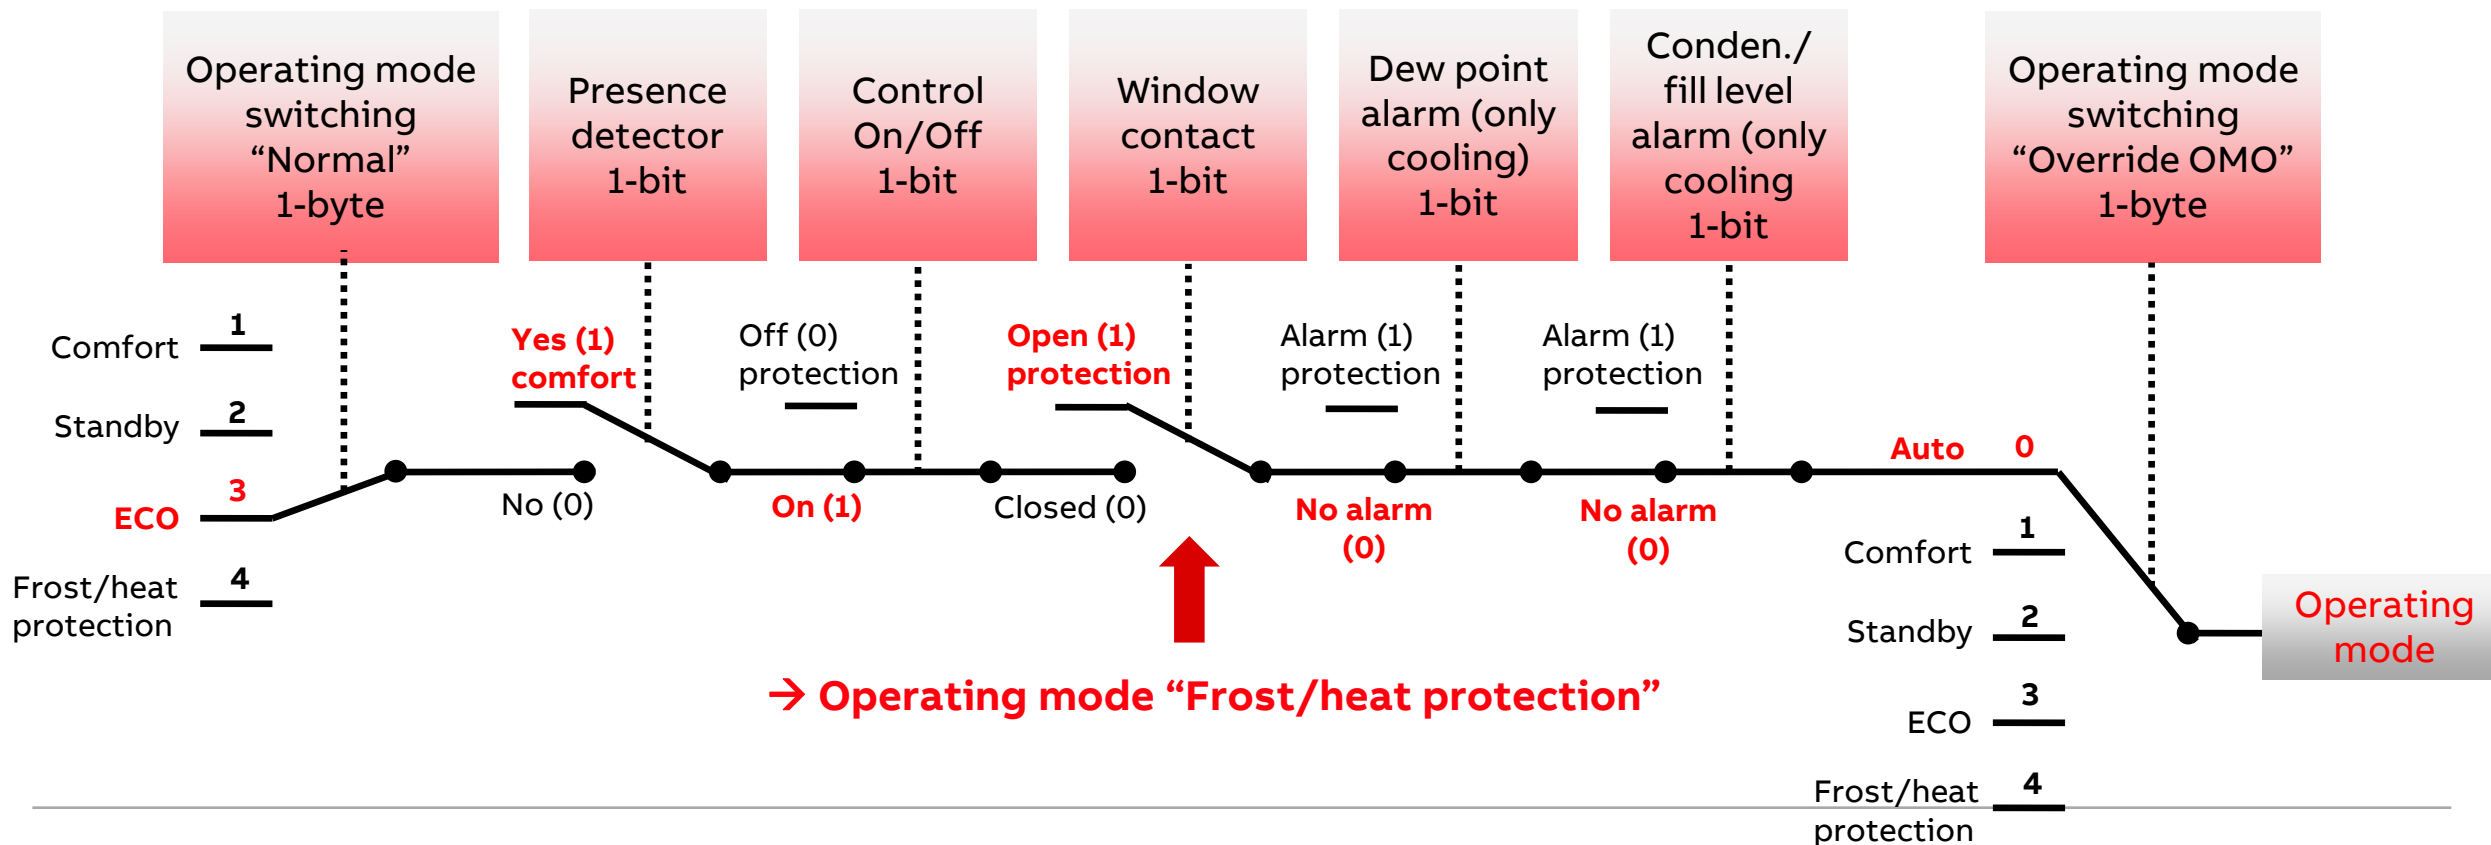 Operating mode
switching
“Normal”
1-byte
Presence
detector
1-bit
Control
On/Off
1-bit
Window
contact
1-bit
Dew point
alarm (only
cooling)
1-bit
Conden./
fill level
alarm (only
cooling
1-bit
Operating mode
switching
“Override OMO”
1-byte
Comfort 1
Standby 2
ECO 3
Frost/heat 4
protection
Yes (1)
comfort
No (0)
Off (0)
protection
On (1)
Open (1)
protection
Closed (0)
Alarm (1)
protection
No alarm
(0)
Alarm (1)
protection
No alarm
(0)
Auto 0
Comfort 1
Standby 2
ECO 3
Frost/heat 4
protection
Operating
mode
→ Operating mode “Frost/heat protection”